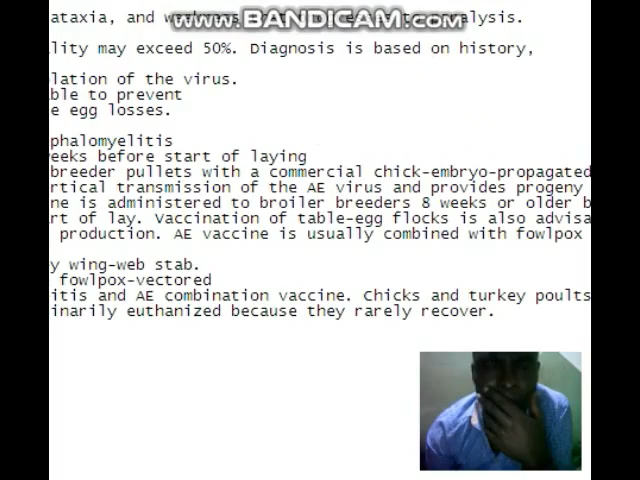 WWW.BANDICAM.COM
ataxia, and
lity may exceed 50%. Diagnosis is based on history,
lation of the virus.
ble to prevent
e egg losses.
phalomyelitis
eeks before start of laying
breeder pullets with a commercial chick-embryo-propagated
rtical transmission of the AE virus and provides progeny
ne is administered to broiler breeders 8 weeks or older b
rt of lay. Vaccination of table-egg flocks is also advisa
production. AE vaccine is usually combined with fowlpox
y wing-web stab.
fowlpox-vectored
itis and AE combination vaccine. Chicks and turkey poults
inarily euthanized because they rarely recover.